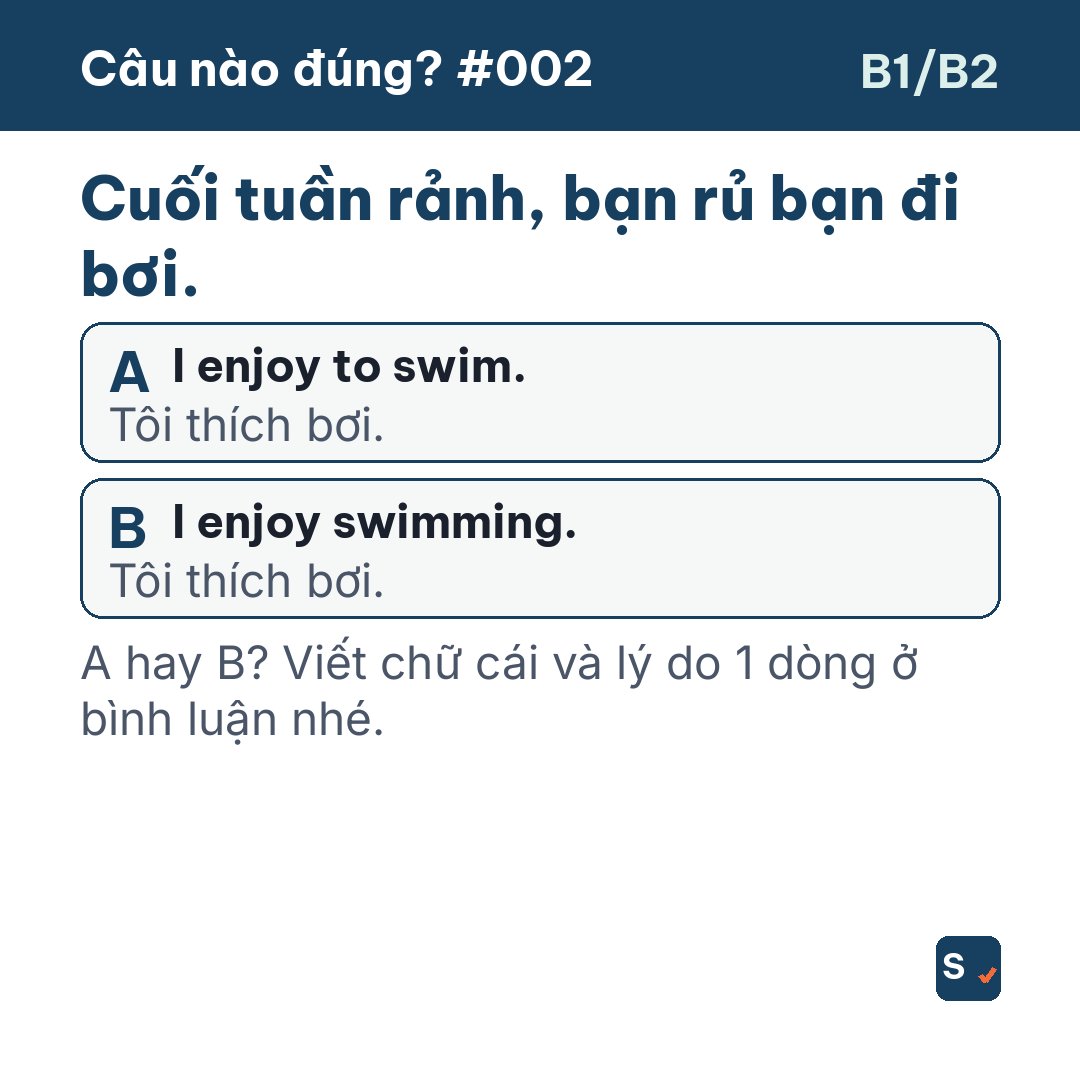 Câu nào đúng? #002
B1/B2
Cuối tuần rảnh, bạn rủ bạn đi
bơi.
A I enjoy to swim.
Tôi thích bơi.
B I enjoy swimming.
Tôi thích bơi.
A hay B? Viết chữ cái và lý do 1 dòng ở
bình luận nhé.
S